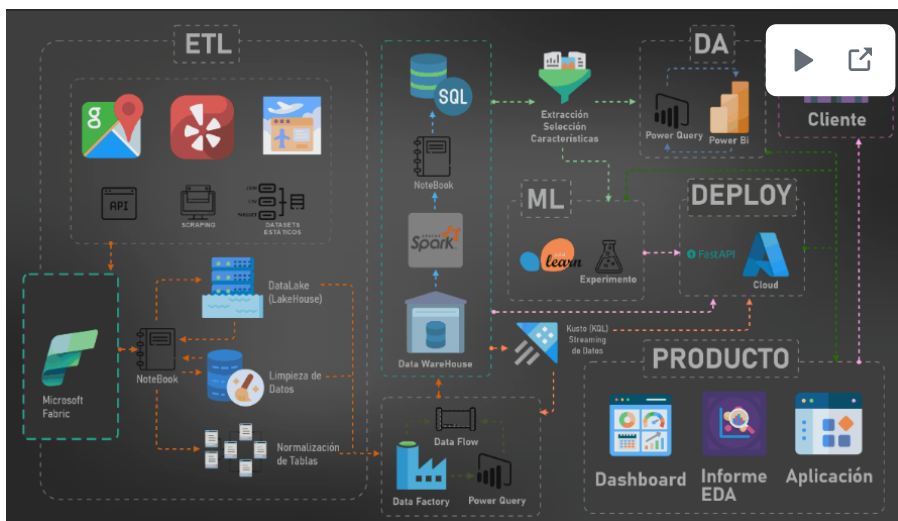 ETL
g
API
SCRAPING
DATASETS
ESTÁTICOS
Microsoft
Fabric
NoteBook
DataLake
(LakeHouse)
Limpieza de
Datos
Normalización
de Tablas
SQL
NoteBook
Spark
Data WareHouse
Data Flow
Data Factory
Power Query
Extracción
Selección
Características
DA
Power Query
Power Bi
Cliente
ML
learn
Experimento
DEPLOY
FastAPI
Cloud
Kusto (KQL)
Streaming
de Datos
PRODUCTO
Dashboard
Informe
EDA
Aplicación